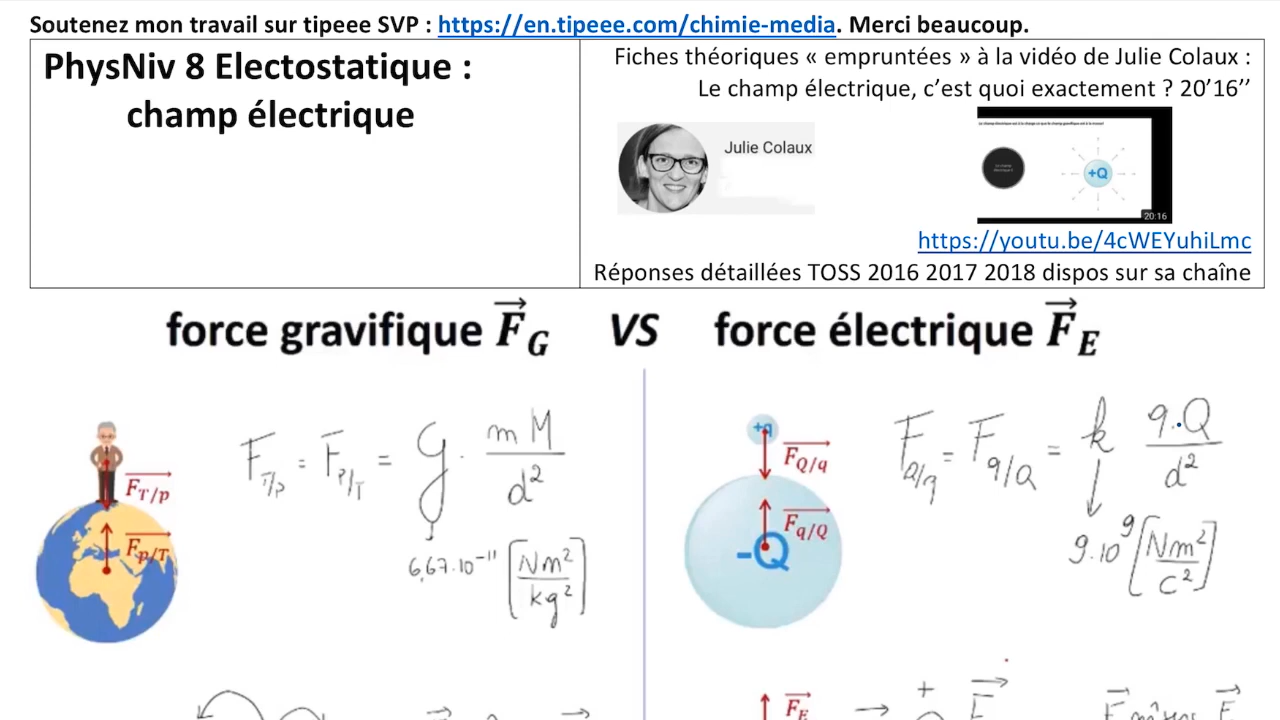 Soutenez mon travail sur tipeee SVP : https://en.tipeee.com/chimie-media. Merci beaucoup.
PhysNiv 8 Electostatique :
champ électrique
Fiches théoriques « empruntées » à la vidéo de Julie Colaux :
Le champ électrique, c’est quoi exactement ? 20’16’’
Julie Colaux
+Q
20:16
https://youtu.be/4cWEYuhiLmc
Réponses détaillées TOSS 2016 2017 2018 dispos sur sa chaîne
force gravifique F⃗_G VS force électrique F⃗_E
F_T/p = F_P/T = G · m M / d²
6,67·10⁻¹¹ [Nm²/kg²]
F_T/p
F_p/T
+q
F_Q/q
F_q/Q
-Q
F_Q/q = F_q/Q = k q·Q / d²
9·10⁹ [Nm²/C²]
F⃗_E